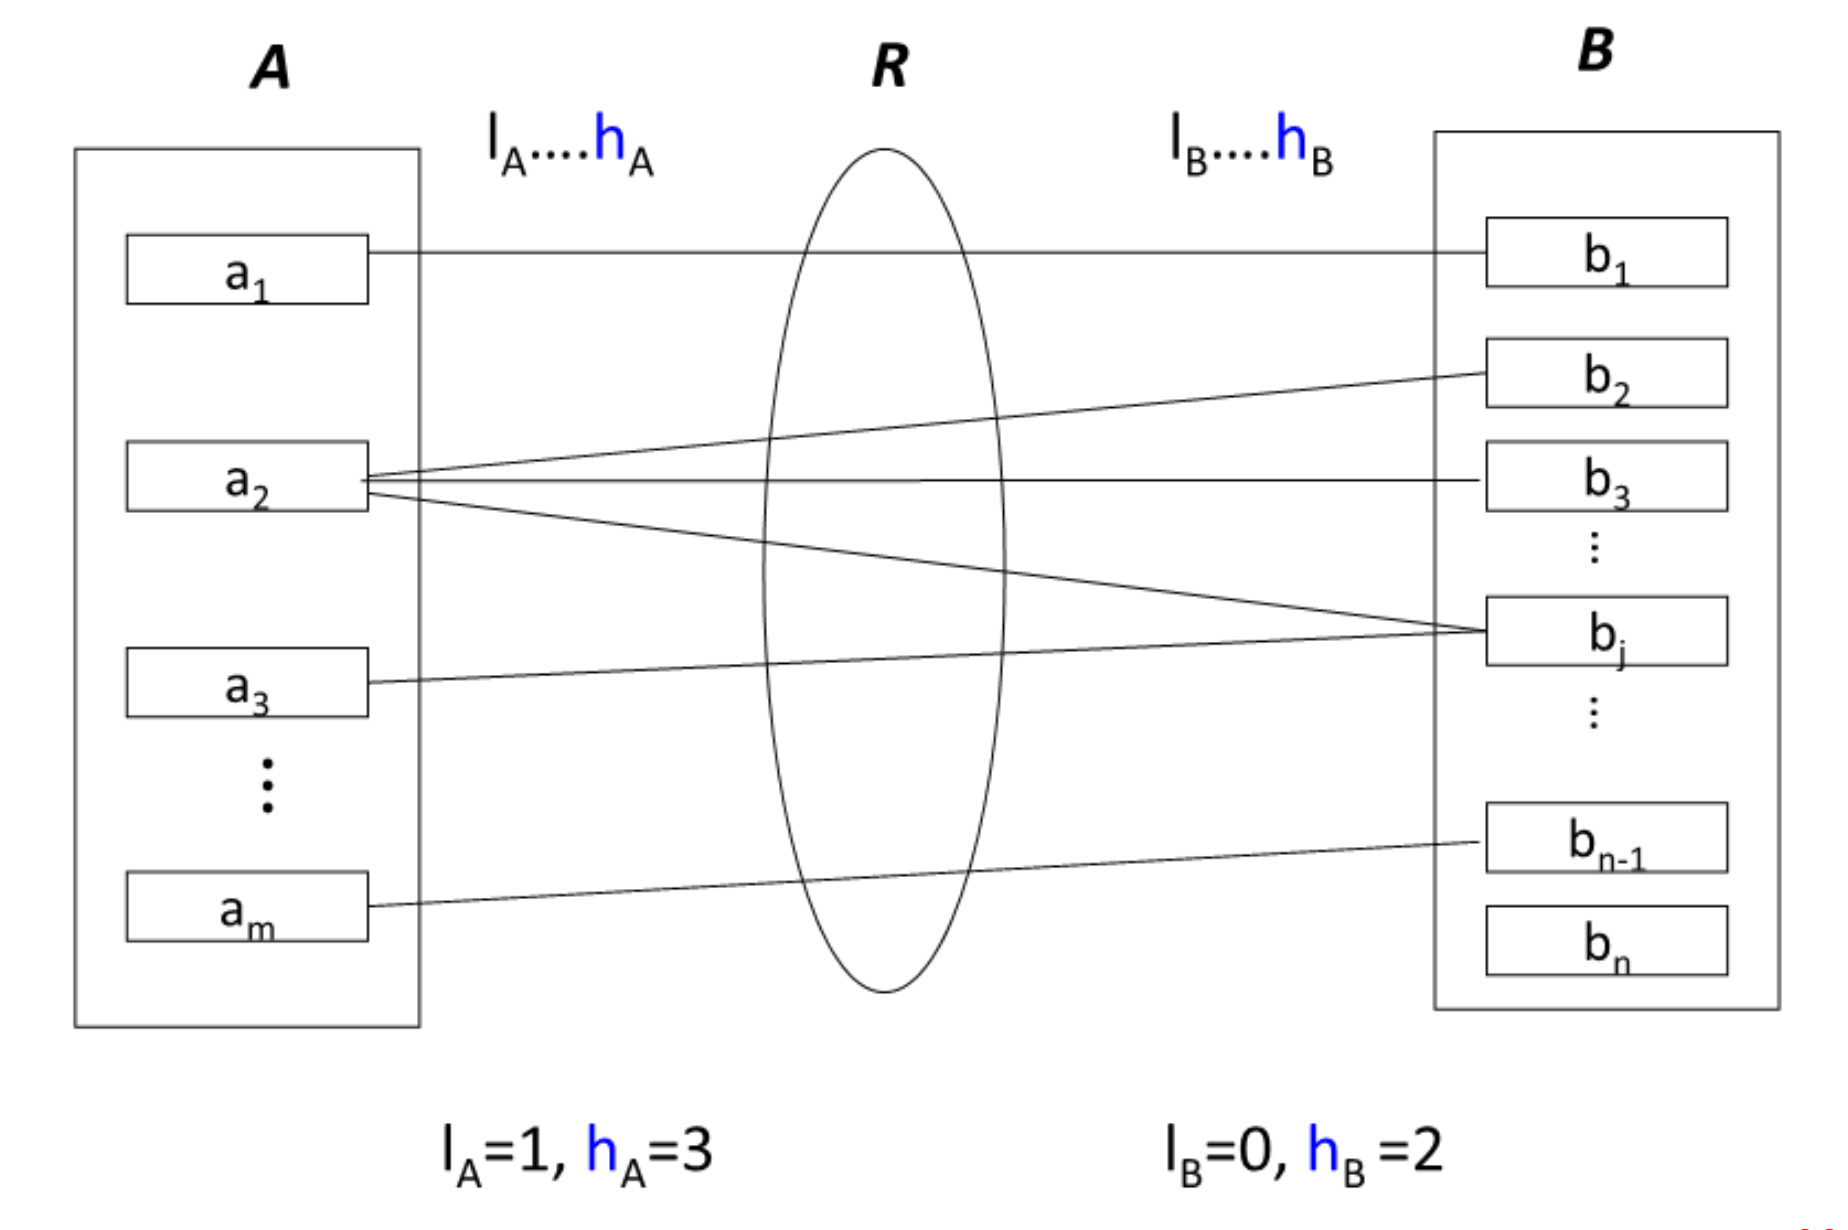 A
R
B
l_A....h_A
l_B....h_B
a_1
b_1
b_2
a_2
b_3
⋮
b_j
a_3
⋮
⋮
b_n-1
a_m
b_n
l_A=1, h_A=3
l_B=0, h_B =2